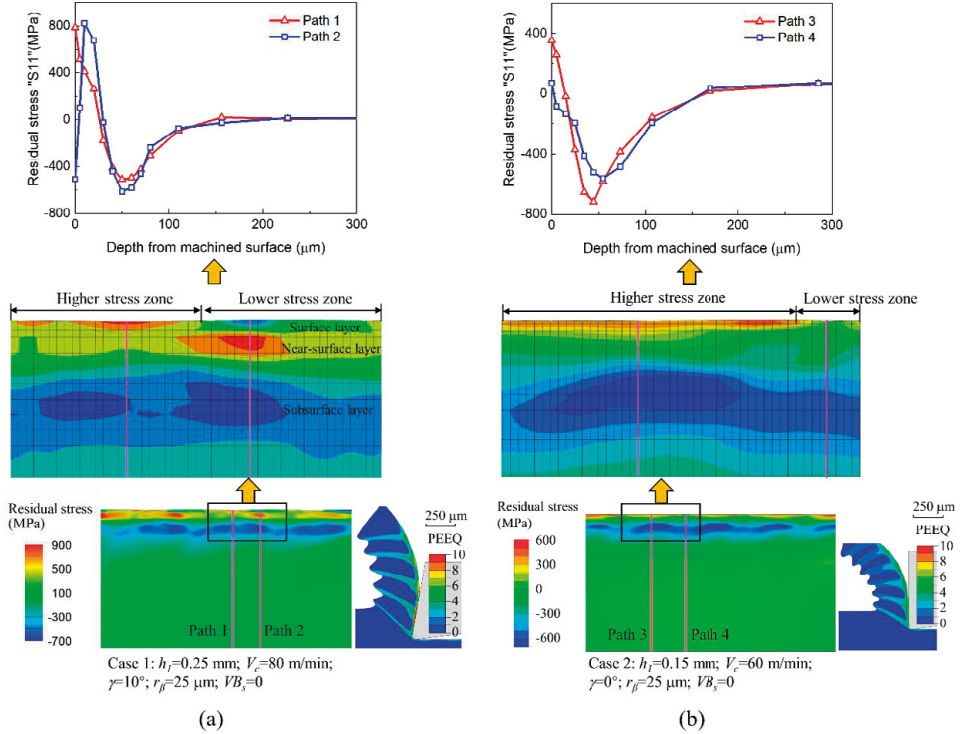 Path 1
Path 2
800
400
0
-400
-800
Residual stress "S11"(MPa)
0
100
200
300
Depth from machined surface (μm)
Higher stress zone
Lower stress zone
Surface layer
Near-surface layer
Subsurface layer
Residual stress
(MPa)
900
500
300
100
-100
-300
-500
-700
Path 1
Path 2
250 μm
PEEQ
10
8
6
4
2
0
Case 1: h₁=0.25 mm; V꜀=80 m/min;
γ=10°; rᵦ=25 μm; VBₛ=0
(a)
Path 3
Path 4
400
0
-400
-800
Residual stress "S11"(MPa)
0
100
200
300
Depth from machined surface (μm)
Higher stress zone
Lower stress zone
Residual stress
(MPa)
600
400
200
0
-200
-400
-600
Path 3
Path 4
250 μm
PEEQ
10
8
6
4
2
0
Case 2: h₁=0.15 mm; V꜀=60 m/min;
γ=0°; rᵦ=25 μm; VBₛ=0
(b)